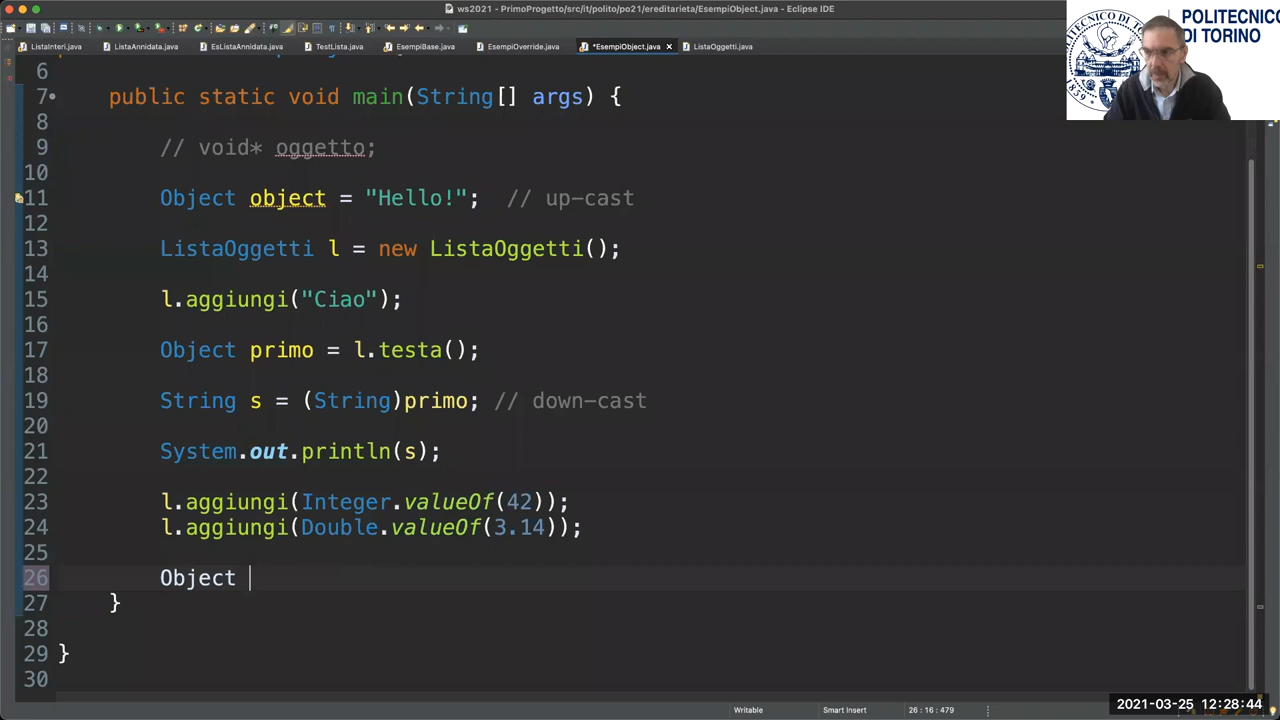 ws2021 - PrimoProgetto/src/it/polito/po21/ereditarieta/EsempiObject.java - Eclipse IDE
ListaInteri.java ListaAnnidata.java EsListaAnnidata.java TestLista.java EsempiBase.java EsempiOverride.java *EsempiObject.java ListaOggetti.java
POLITECNICO
DI TORINO
6
7 public static void main(String[] args) {
8
9 // void* oggetto;
10
11 Object object = "Hello!"; // up-cast
12
13 ListaOggetti l = new ListaOggetti();
14
15 l.aggiungi("Ciao");
16
17 Object primo = l.testa();
18
19 String s = (String)primo; // down-cast
20
21 System.out.println(s);
22
23 l.aggiungi(Integer.valueOf(42));
24 l.aggiungi(Double.valueOf(3.14));
25
26 Object
27 }
28
29 }
30
Writable Smart Insert 26 : 16 : 479
2021-03-25 12:28:44